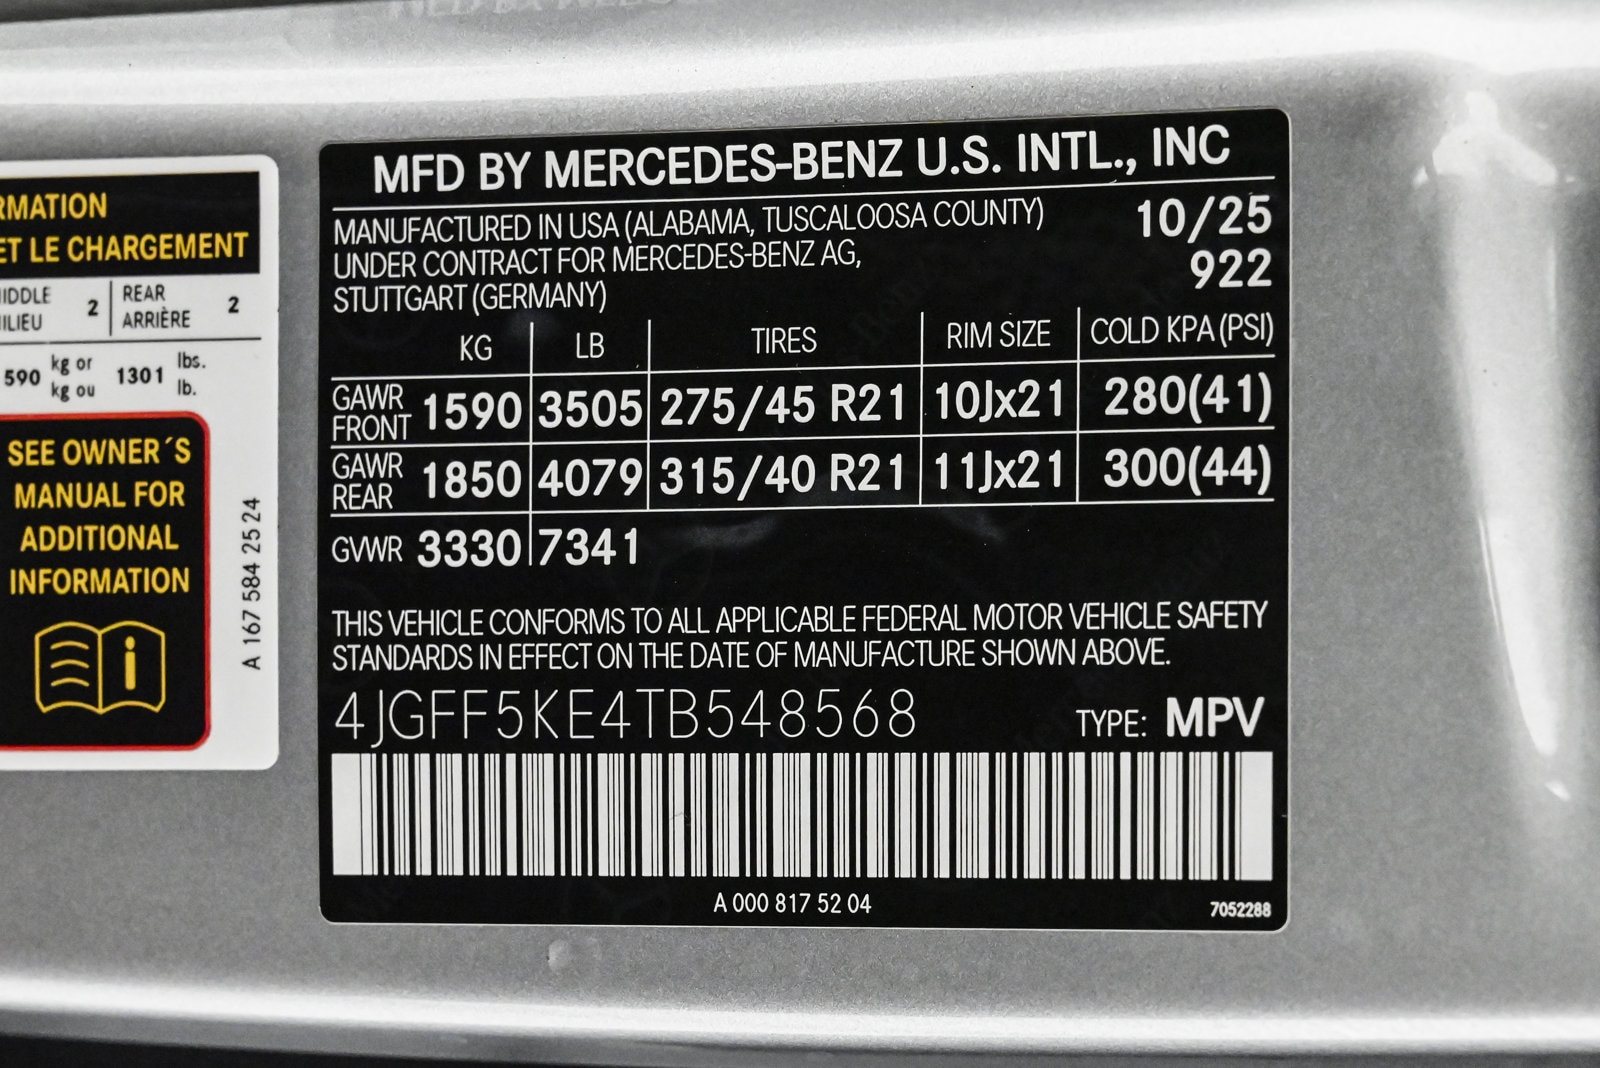 RMATION
ET LE CHARGEMENT
IDDLE
ILIEU
2
REAR
ARRIÈRE
2
590 kg or
kg ou
1301 lbs.
lb.
SEE OWNER´S
MANUAL FOR
ADDITIONAL
INFORMATION
i
A 167 584 25 24
MFD BY MERCEDES-BENZ U.S. INTL., INC
MANUFACTURED IN USA (ALABAMA, TUSCALOOSA COUNTY) 10/25
UNDER CONTRACT FOR MERCEDES-BENZ AG, 922
STUTTGART (GERMANY)
KG LB TIRES RIM SIZE COLD KPA (PSI)
GAWR FRONT 1590 3505 275/45 R21 10Jx21 280(41)
GAWR REAR 1850 4079 315/40 R21 11Jx21 300(44)
GVWR 3330 7341
THIS VEHICLE CONFORMS TO ALL APPLICABLE FEDERAL MOTOR VEHICLE SAFETY
STANDARDS IN EFFECT ON THE DATE OF MANUFACTURE SHOWN ABOVE.
4JGFF5KE4TB548568 TYPE: MPV
A 000 817 52 04 7052288